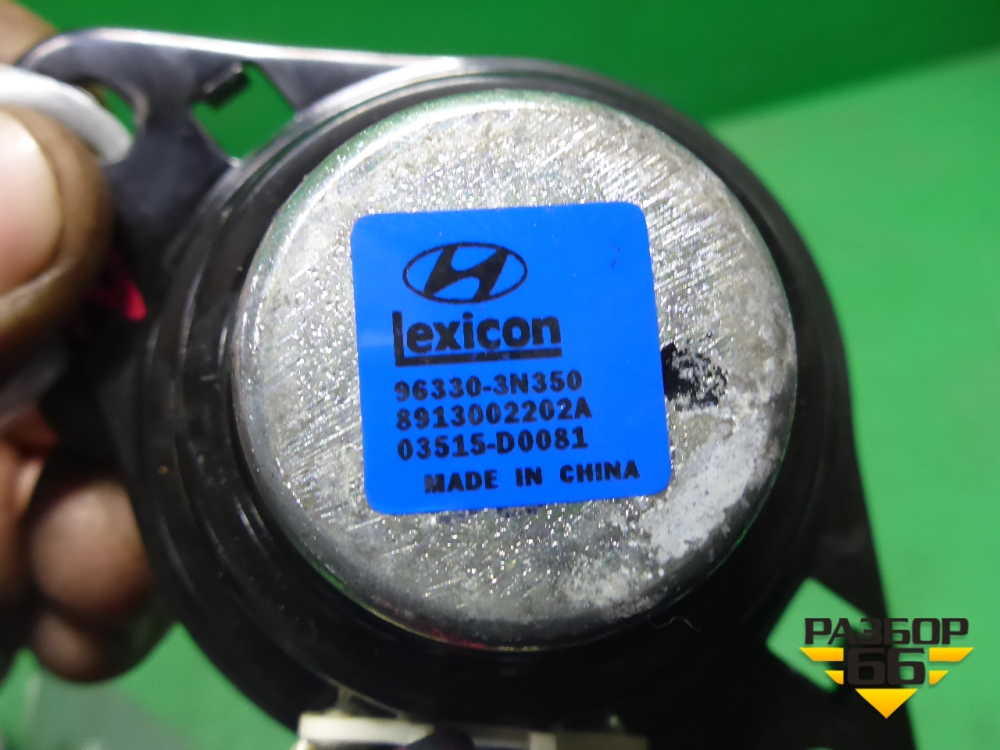 Lexicon
96330-3N350
8913002202A
03515-D0081
MADE IN CHINA
РАЗБОР
66